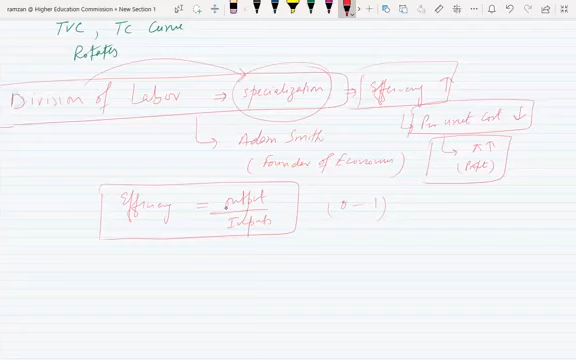 ramzan @ Higher Education Commission » New Section 1
TVC, TC Curve
Rotates
Division of Labor ⇒ specialization ⇒ Efficiency ↑
↳ Per unit Cost ↓
↳ Adam Smith
(Founder of Economics)
↳ π ↑
(Profit)
Efficiency = output / Inputs (0 – 1)